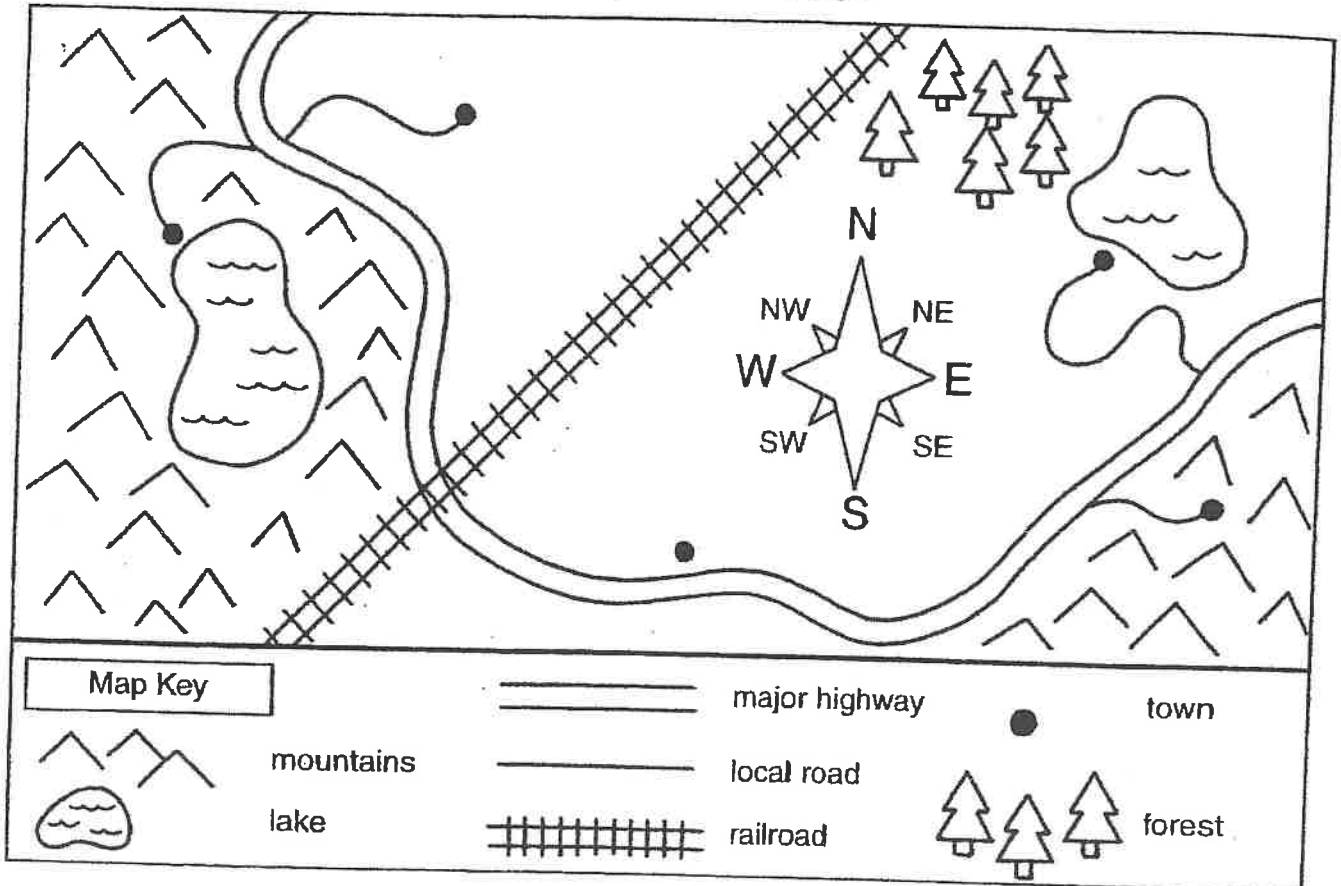 N
NW NE
W E
SW SE
S
Map Key
major highway
town
mountains
local road
lake
railroad
forest